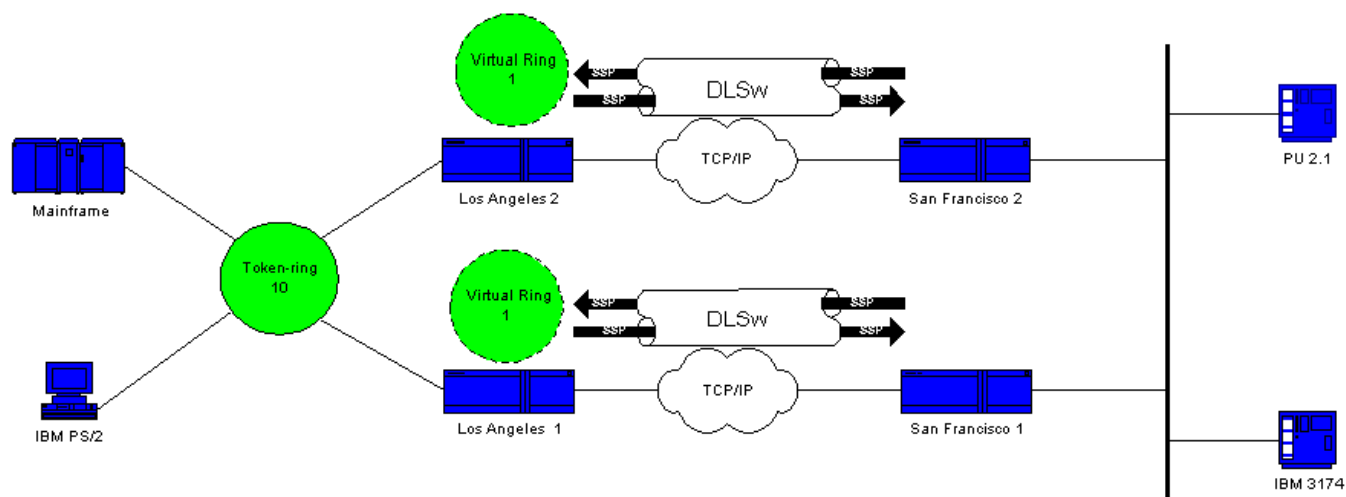 Virtual Ring
1
SSP
SSP
DLSw
SSP
SSP
Mainframe
Los Angeles 2
TCP/IP
San Francisco 2
PU 2.1
Token-ring
10
Virtual Ring
1
SSP
SSP
DLSw
SSP
SSP
IBM PS/2
Los Angeles 1
TCP/IP
San Francisco 1
IBM 3174